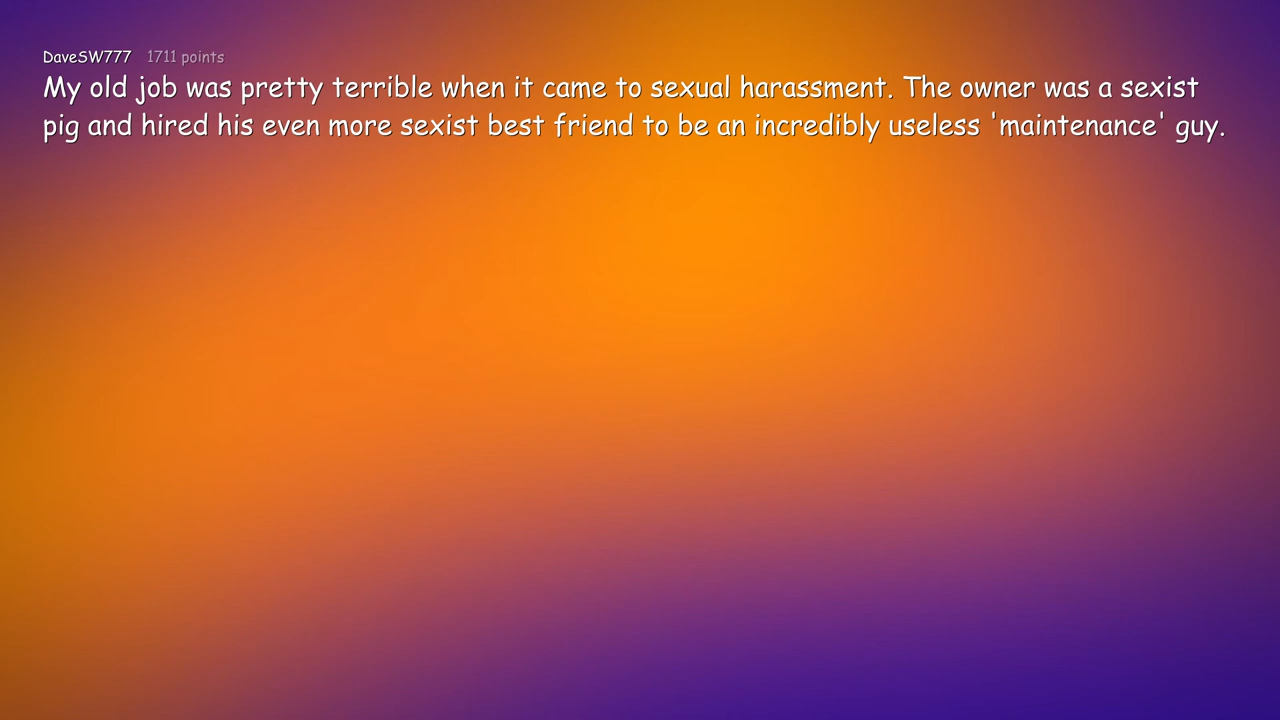 DaveSW777 1711 points
My old job was pretty terrible when it came to sexual harassment. The owner was a sexist
pig and hired his even more sexist best friend to be an incredibly useless 'maintenance' guy.